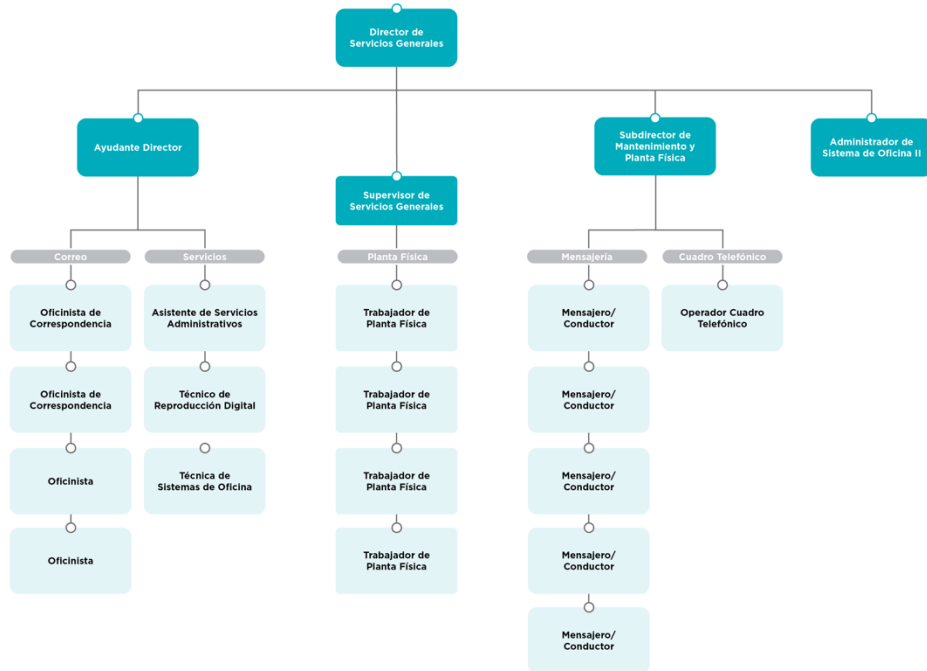 Director de
Servicios Generales
Ayudante Director
Supervisor de
Servicios Generales
Subdirector de
Mantenimiento y
Planta Física
Administrador de
Sistema de Oficina II
Correo
Oficinista de
Correspondencia
Oficinista de
Correspondencia
Oficinista
Oficinista
Servicios
Asistente de Servicios
Administrativos
Técnico de
Reproducción Digital
Técnica de
Sistemas de Oficina
Planta Física
Trabajador de
Planta Física
Trabajador de
Planta Física
Trabajador de
Planta Física
Trabajador de
Planta Física
Mensajería
Mensajero/
Conductor
Mensajero/
Conductor
Mensajero/
Conductor
Mensajero/
Conductor
Mensajero/
Conductor
Cuadro Telefónico
Operador Cuadro
Telefónico